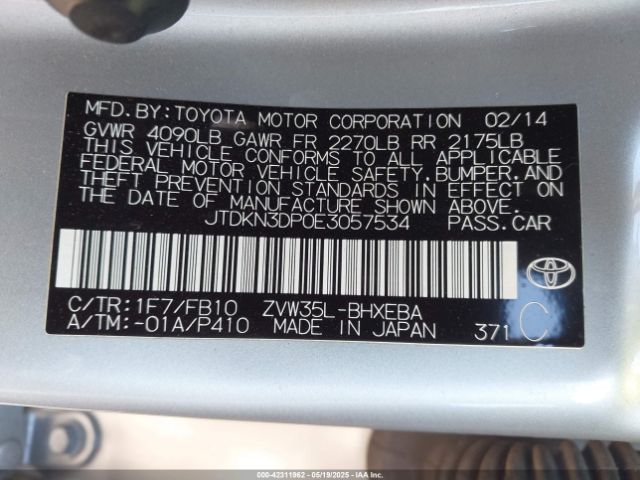 MFD. BY: TOYOTA MOTOR CORPORATION 02/14
GVWR 4090LB GAWR FR 2270LB RR 2175LB
THIS VEHICLE CONFORMS TO ALL APPLICABLE
FEDERAL MOTOR VEHICLE SAFETY, BUMPER, AND
THEFT PREVENTION STANDARDS IN EFFECT ON
THE DATE OF MANUFACTURE SHOWN ABOVE.
JTDKN3DP0E3057534 PASS. CAR
TOYOTA
C/TR: 1F7/FB10 ZVW35L-BHXEBA
A/TM: -01A/P410 MADE IN JAPAN 371 C
000-42311962 - 05/19/2025 - IAAI.COM